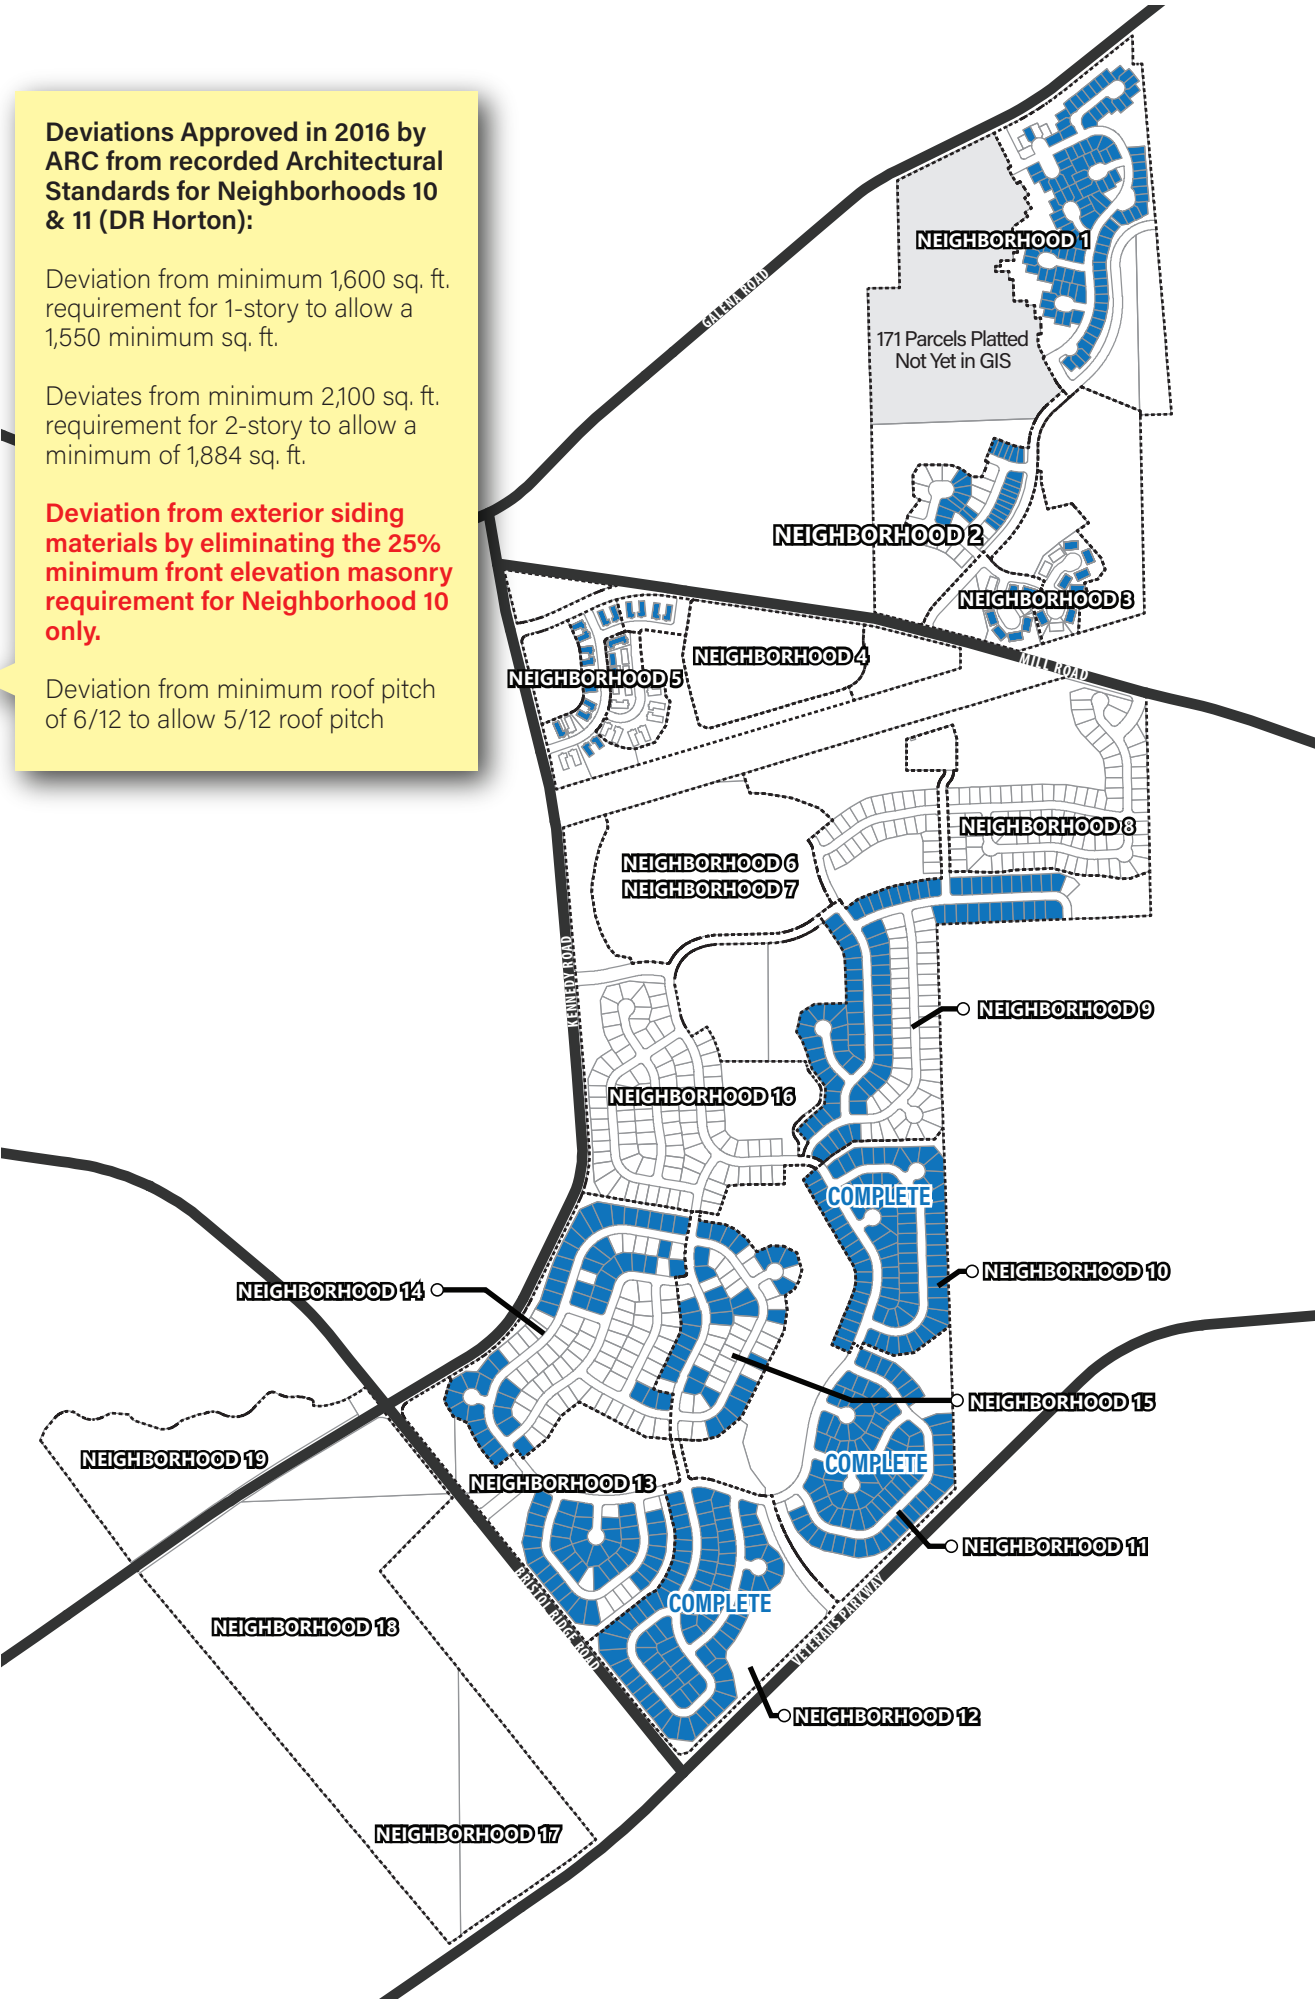 Deviations Approved in 2016 by
ARC from recorded Architectural
Standards for Neighborhoods 10
& 11 (DR Horton):
Deviation from minimum 1,600 sq. ft.
requirement for 1-story to allow a
1,550 minimum sq. ft.
Deviates from minimum 2,100 sq. ft.
requirement for 2-story to allow a
minimum of 1,884 sq. ft.
Deviation from exterior siding
materials by eliminating the 25%
minimum front elevation masonry
requirement for Neighborhood 10
only.
Deviation from minimum roof pitch
of 6/12 to allow 5/12 roof pitch
NEIGHBORHOOD 1
GALENA ROAD
171 Parcels Platted
Not Yet in GIS
NEIGHBORHOOD 2
NEIGHBORHOOD 3
NEIGHBORHOOD 4
MILL ROAD
NEIGHBORHOOD 5
NEIGHBORHOOD 8
NEIGHBORHOOD 6
NEIGHBORHOOD 7
KENNEDY ROAD
NEIGHBORHOOD 9
NEIGHBORHOOD 16
COMPLETE
NEIGHBORHOOD 10
NEIGHBORHOOD 14
NEIGHBORHOOD 15
NEIGHBORHOOD 19
COMPLETE
NEIGHBORHOOD 13
NEIGHBORHOOD 11
BRISTOL RIDGE ROAD
COMPLETE
VETERANS PARKWAY
NEIGHBORHOOD 18
NEIGHBORHOOD 12
NEIGHBORHOOD 17